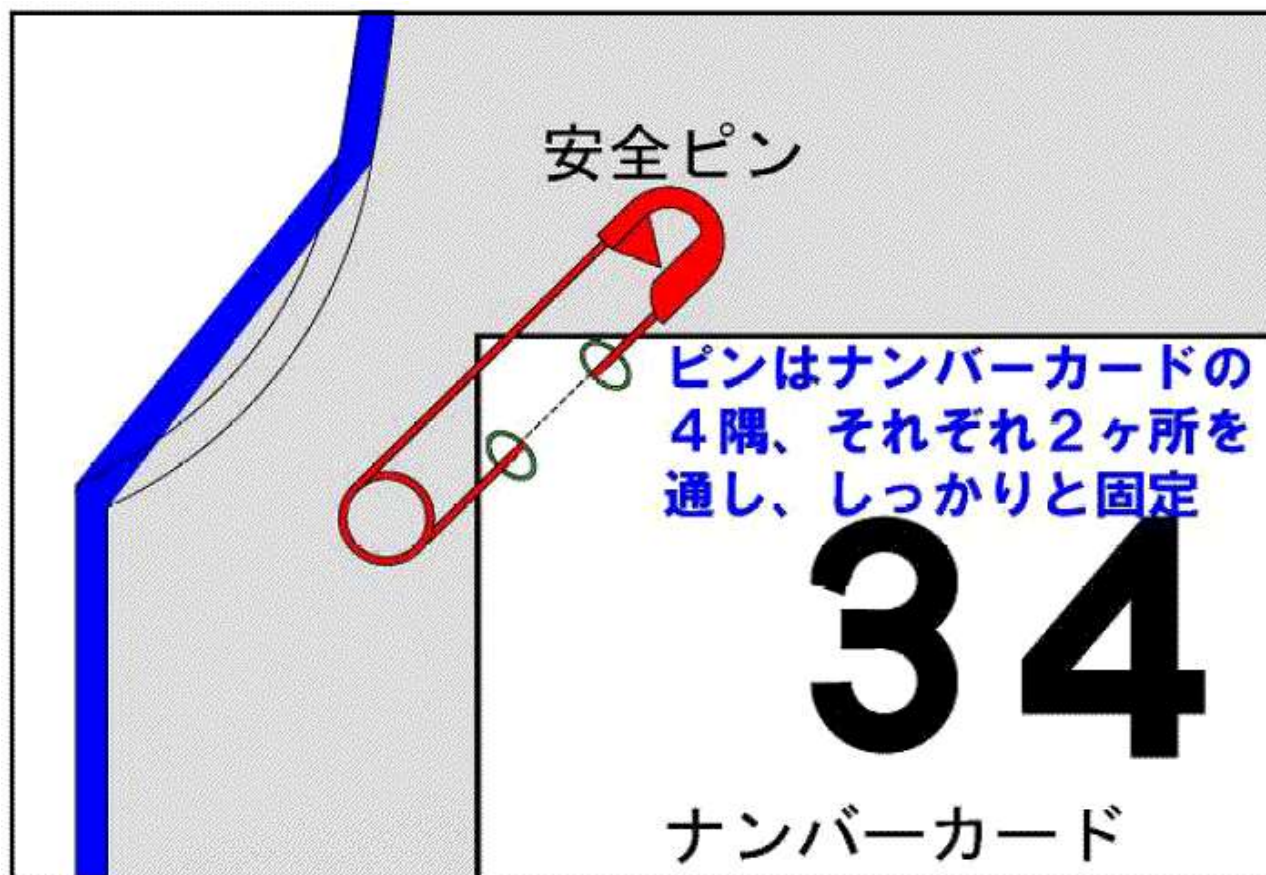 安全ピン
ピンはナンバーカードの
４隅、それぞれ２ヶ所を
通し、しっかりと固定
34
ナンバーカード